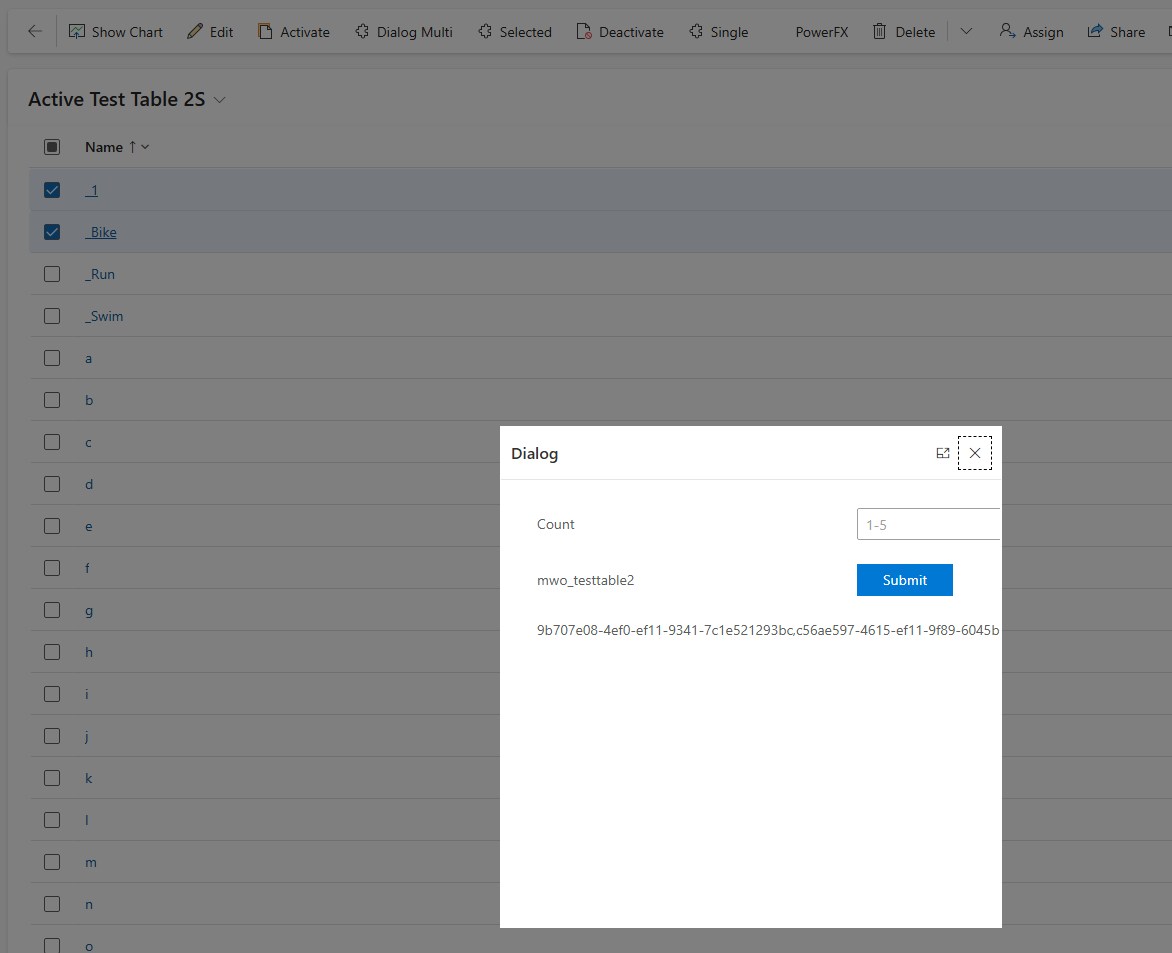 Show Chart Edit Activate Dialog Multi Selected Deactivate Single PowerFX Delete Assign Share
Active Test Table 2S
Name
_1
_Bike
_Run
_Swim
a
b
c
d
e
f
g
h
i
j
k
l
m
n
o
Dialog
Count 1-5
mwo_testtable2 Submit
9b707e08-4ef0-ef11-9341-7c1e521293bc,c56ae597-4615-ef11-9f89-6045b